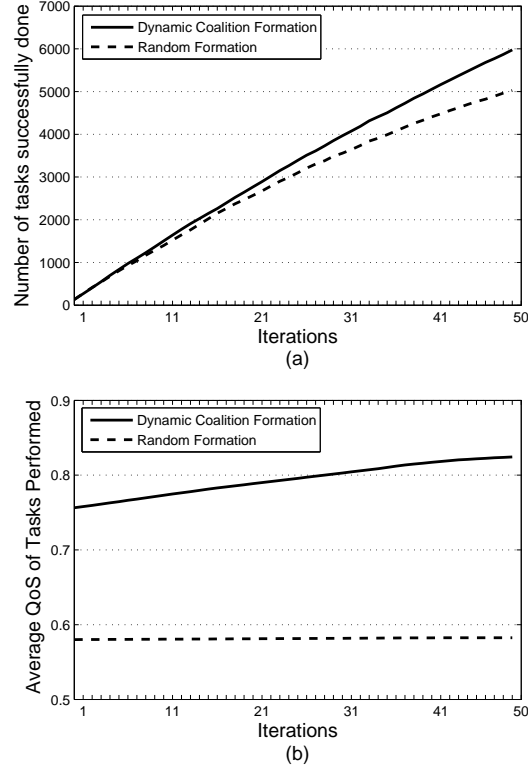 Number of tasks successfully done
7000
6000
5000
4000
3000
2000
1000
0
Dynamic Coalition Formation
Random Formation
1 11 21 31 41 50
Iterations
(a)
Average QoS of Tasks Performed
0.9
0.8
0.7
0.6
0.5
Dynamic Coalition Formation
Random Formation
1 11 21 31 41 50
Iterations
(b)